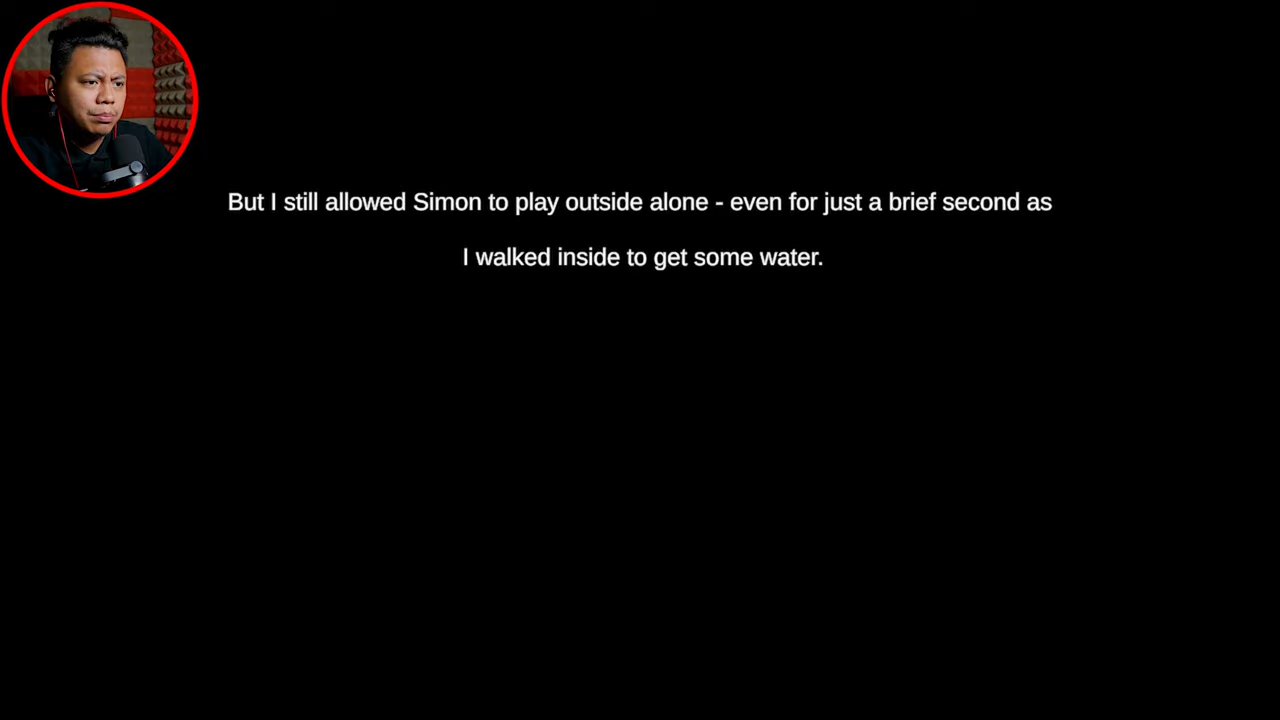 But I still allowed Simon to play outside alone - even for just a brief second as
I walked inside to get some water.